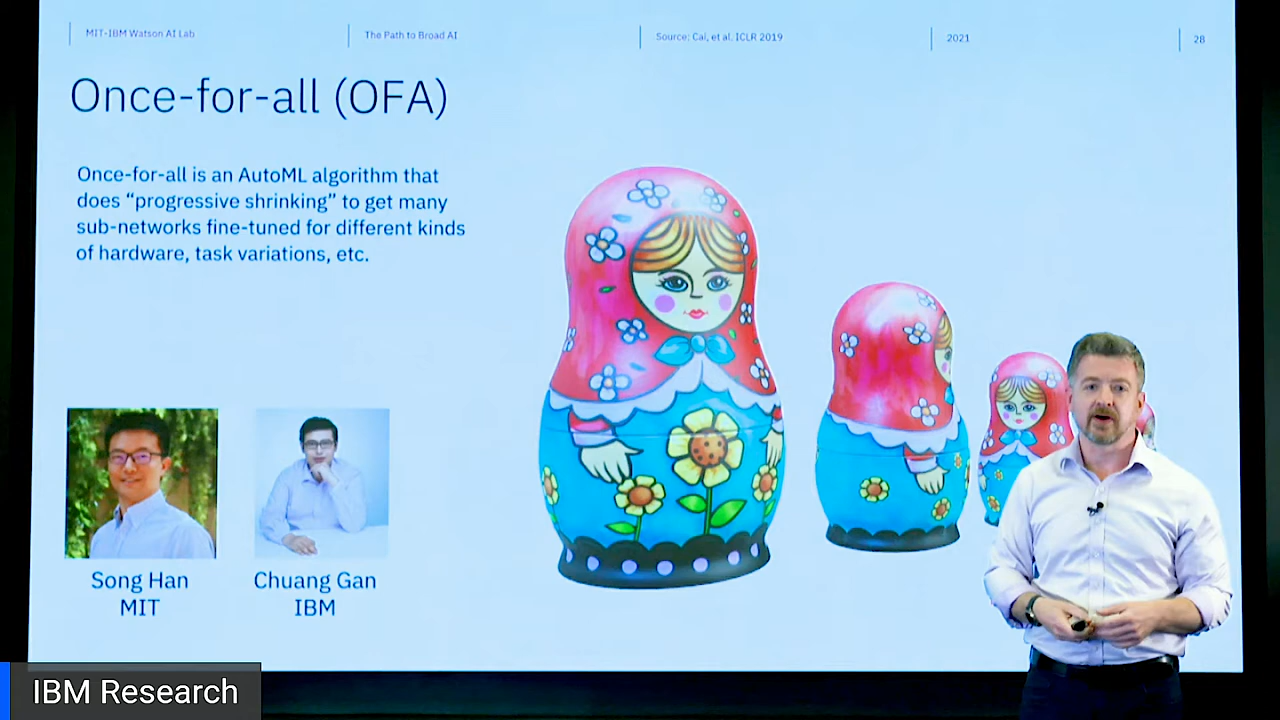 MIT-IBM Watson AI Lab
The Path to Broad AI
Source: Cai, et al. ICLR 2019
2021
28
Once-for-all (OFA)
Once-for-all is an AutoML algorithm that
does “progressive shrinking” to get many
sub-networks fine-tuned for different kinds
of hardware, task variations, etc.
Song Han
MIT
Chuang Gan
IBM
IBM Research